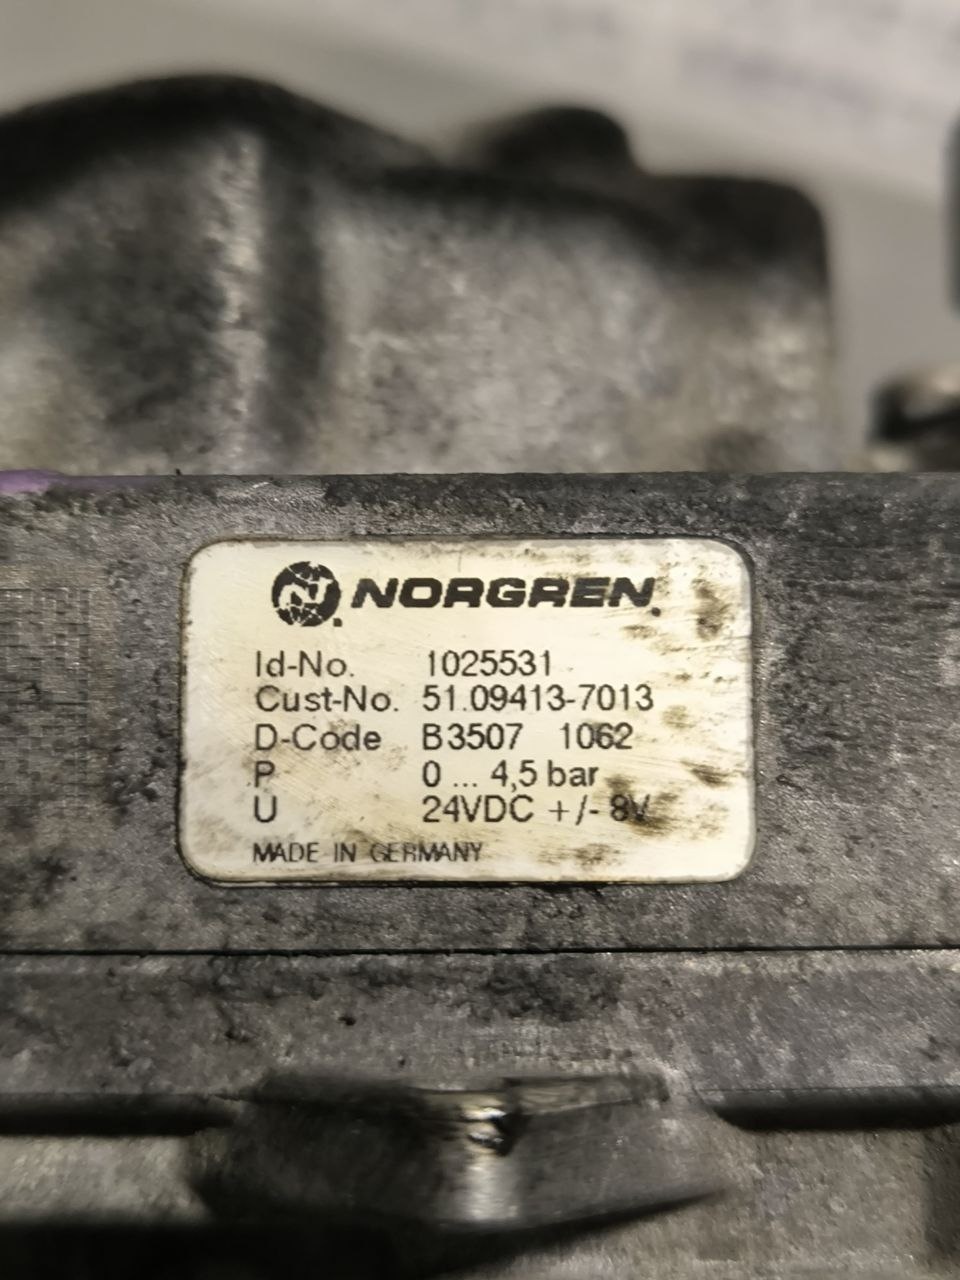 NORGREN
Id-No. 1025531
Cust-No. 51.09413-7013
D-Code B3507 1062
P 0 ... 4,5 bar
U 24VDC +/- 8V
MADE IN GERMANY